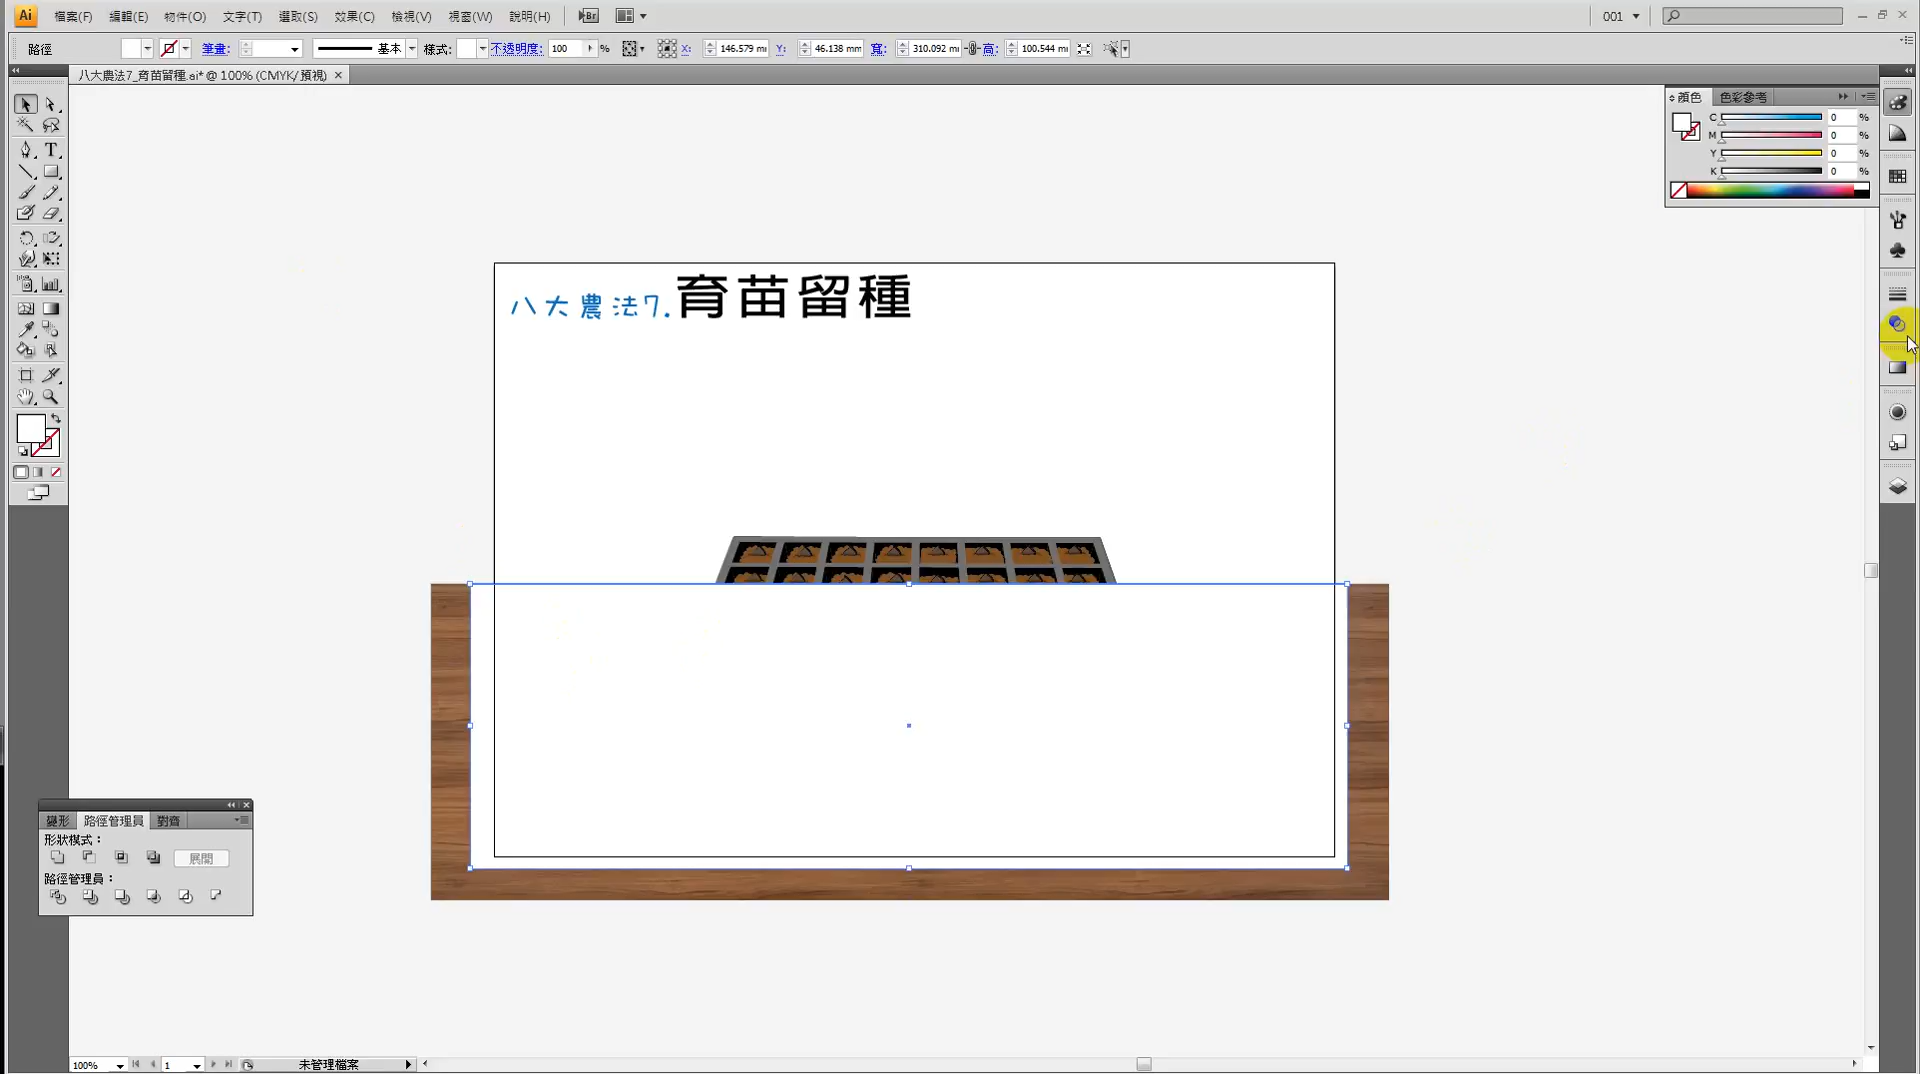 Ai 檔案(F) 編輯(E) 物件(O) 文字(T) 選取(S) 效果(C) 檢視(V) 視窗(W) 說明(H) Br 001
路徑 筆畫: 基本 樣式: 不透明度: 100 % X: 146.579 mm Y: 46.138 mm 寬: 310.092 mm 高: 100.544 mm
八大農法7_育苗留種.ai* @ 100% (CMYK/預視)
顏色 色彩參考
C 0 %
M 0 %
Y 0 %
K 0 %
八大農法7.育苗留種
變形 路徑管理員 對齊
形狀模式:
展開
路徑管理員:
100% 1 未管理檔案